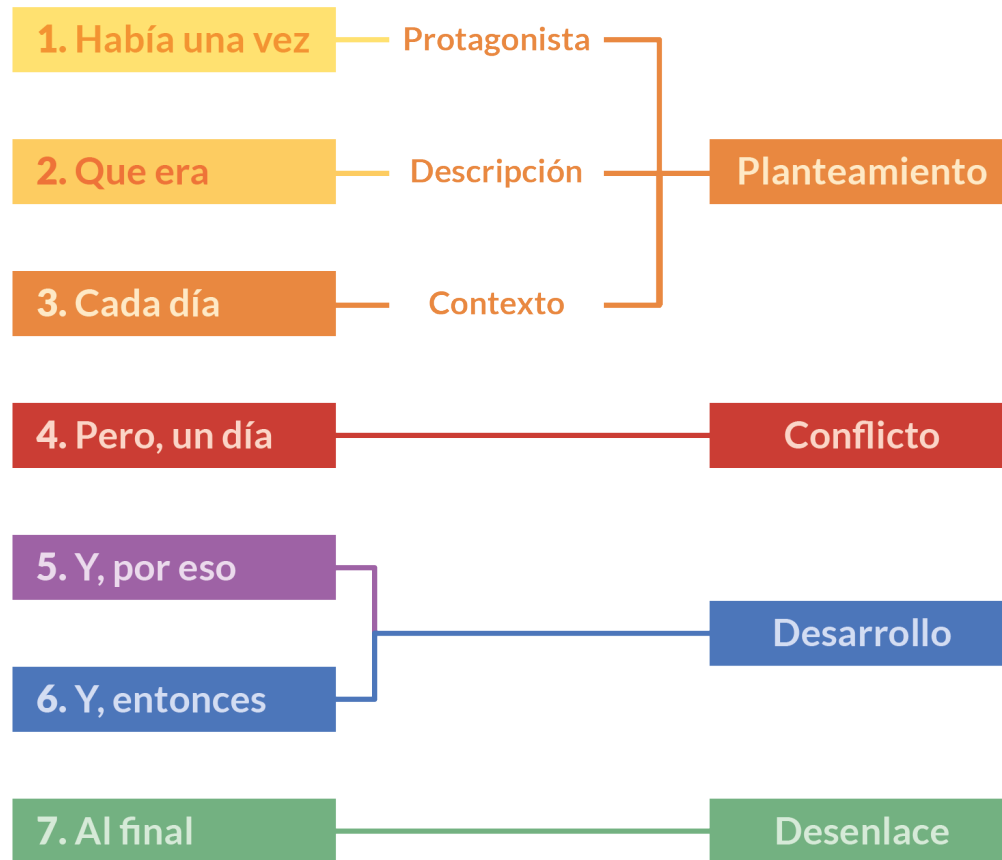 1. Había una vez
Protagonista
2. Que era
Descripción
Planteamiento
3. Cada día
Contexto
4. Pero, un día
Conflicto
5. Y, por eso
Desarrollo
6. Y, entonces
7. Al final
Desenlace